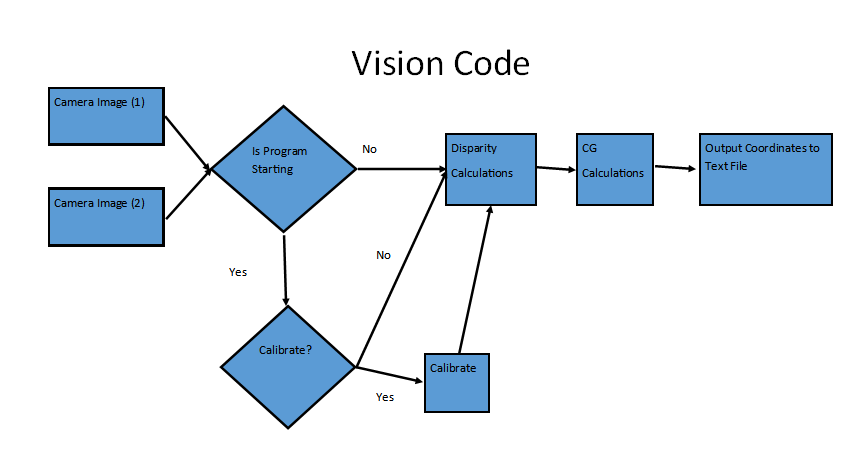 Vision Code
Camera Image (1)
Camera Image (2)
Is Program
Starting
No
Yes
Calibrate?
No
Yes
Calibrate
Disparity
Calculations
CG
Calculations
Output Coordinates to
Text File